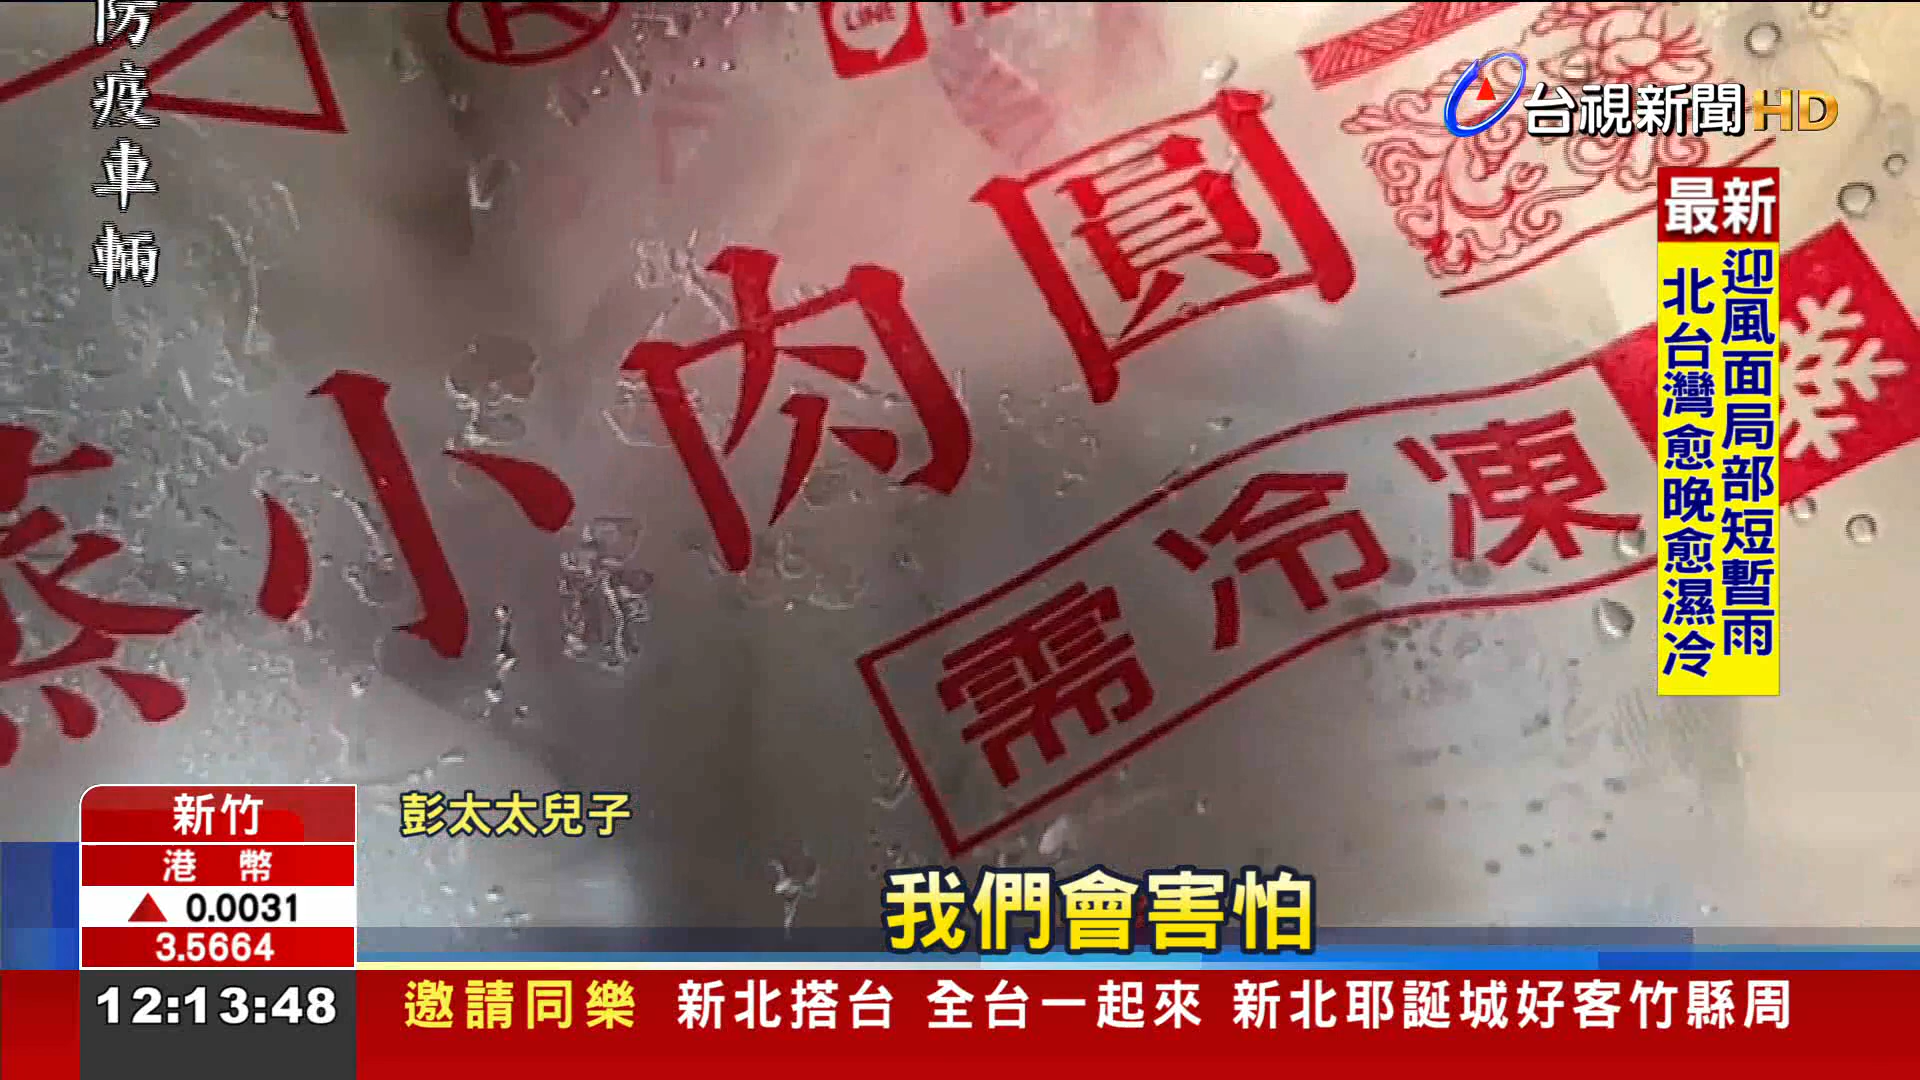 防疫車輛
LINE
台視新聞HD
最新
迎風面局部短暫雨
北台灣愈晚愈濕冷
蒸小肉圓
需冷凍
新竹
彭太太兒子
港幣
▲ 0.0031
3.5664
我們會害怕
12:13:48
邀請同樂 新北搭台 全台一起來 新北耶誕城好客竹縣周